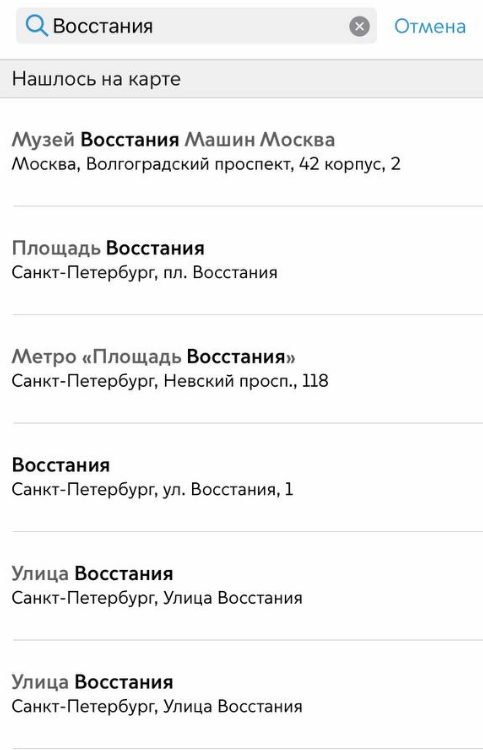 Восстания
Отмена
Нашлось на карте
Музей Восстания Машин Москва
Москва, Волгоградский проспект, 42 корпус, 2
Площадь Восстания
Санкт-Петербург, пл. Восстания
Метро «Площадь Восстания»
Санкт-Петербург, Невский просп., 118
Восстания
Санкт-Петербург, ул. Восстания, 1
Улица Восстания
Санкт-Петербург, Улица Восстания
Улица Восстания
Санкт-Петербург, Улица Восстания